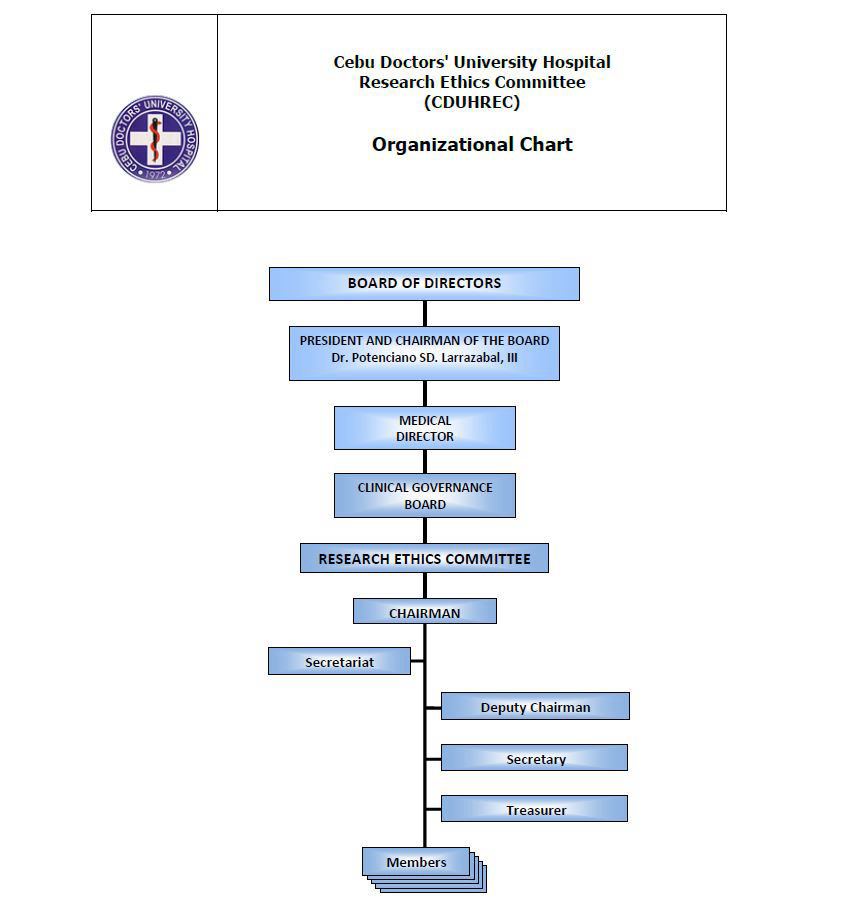 Cebu Doctors' University Hospital
Research Ethics Committee
(CDUHREC)
Organizational Chart
CEBU DOCTORS' UNIVERSITY HOSPITAL
1972
BOARD OF DIRECTORS
PRESIDENT AND CHAIRMAN OF THE BOARD
Dr. Potenciano SD. Larrazabal, III
MEDICAL
DIRECTOR
CLINICAL GOVERNANCE
BOARD
RESEARCH ETHICS COMMITTEE
CHAIRMAN
Secretariat
Deputy Chairman
Secretary
Treasurer
Members